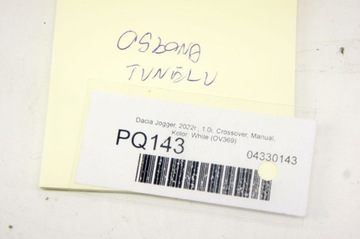 OSŁONA
TUNELU
Dacia Jogger, 2022r., 1.0i, Crossover, Manual,
Kolor: White (OV369)
PQ143
04330143